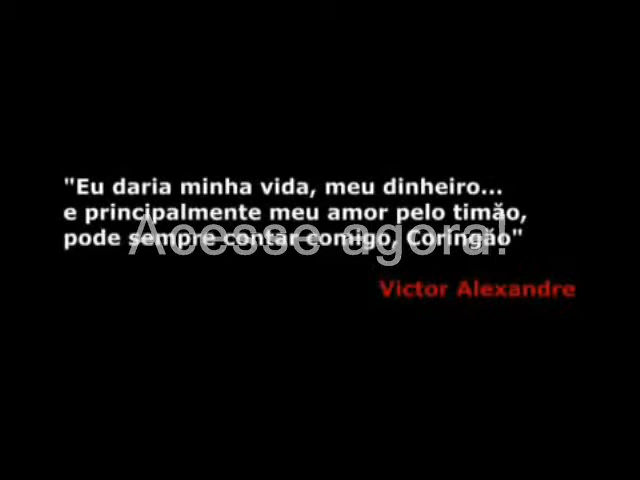 "Eu daria minha vida, meu dinheiro...
e principalmente meu amor pelo timão,
pode sempre contar comigo, Coringão"
Acesse agora!
Victor Alexandre